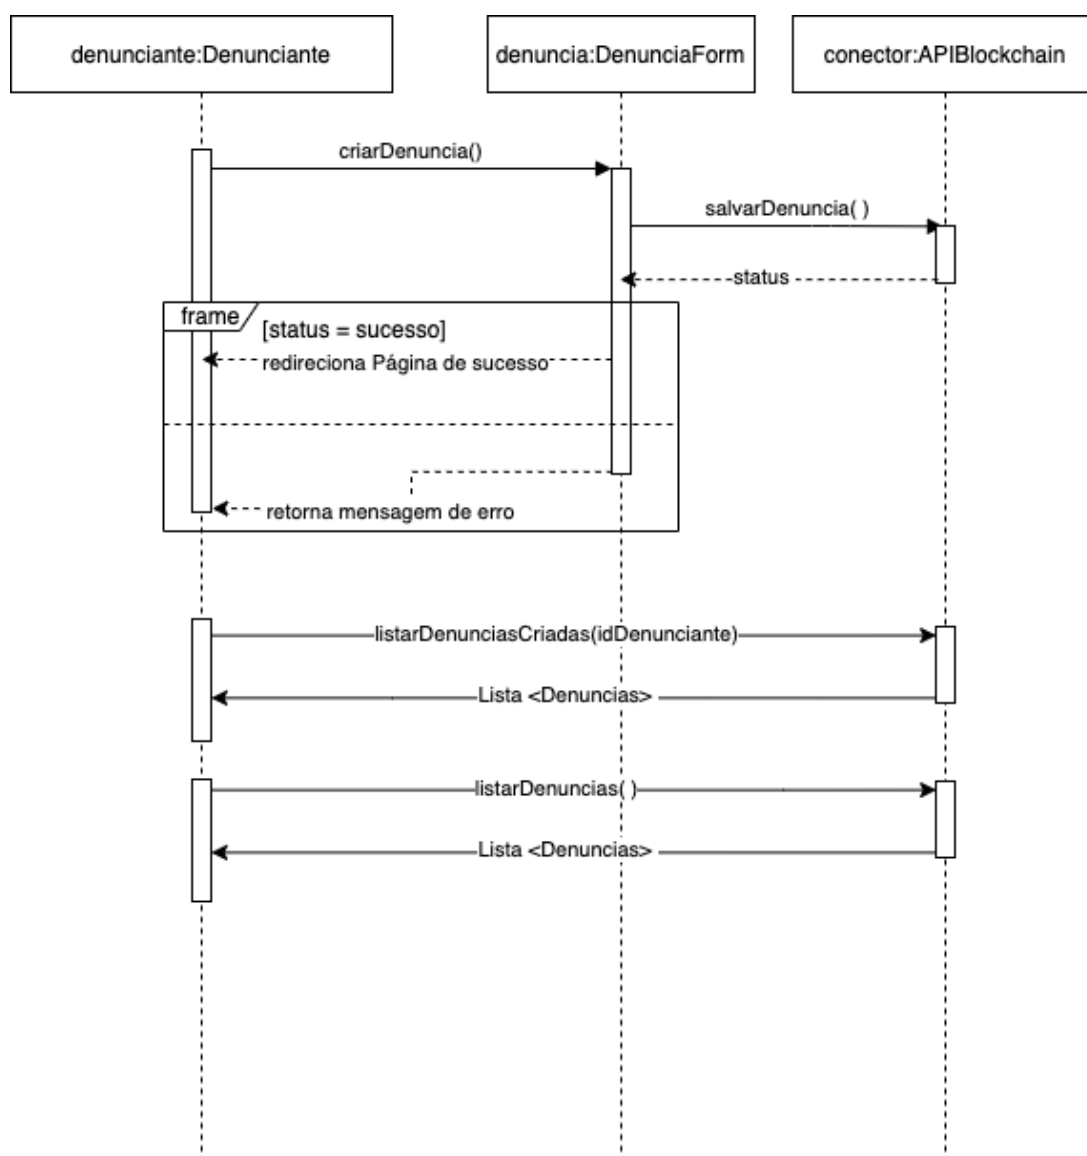 denunciante:Denunciante
denuncia:DenunciaForm
conector:APIBlockchain
criarDenuncia()
salvarDenuncia( )
status
frame
[status = sucesso]
redireciona Página de sucesso
retorna mensagem de erro
listarDenunciasCriadas(idDenunciante)
Lista <Denuncias>
listarDenuncias( )
Lista <Denuncias>